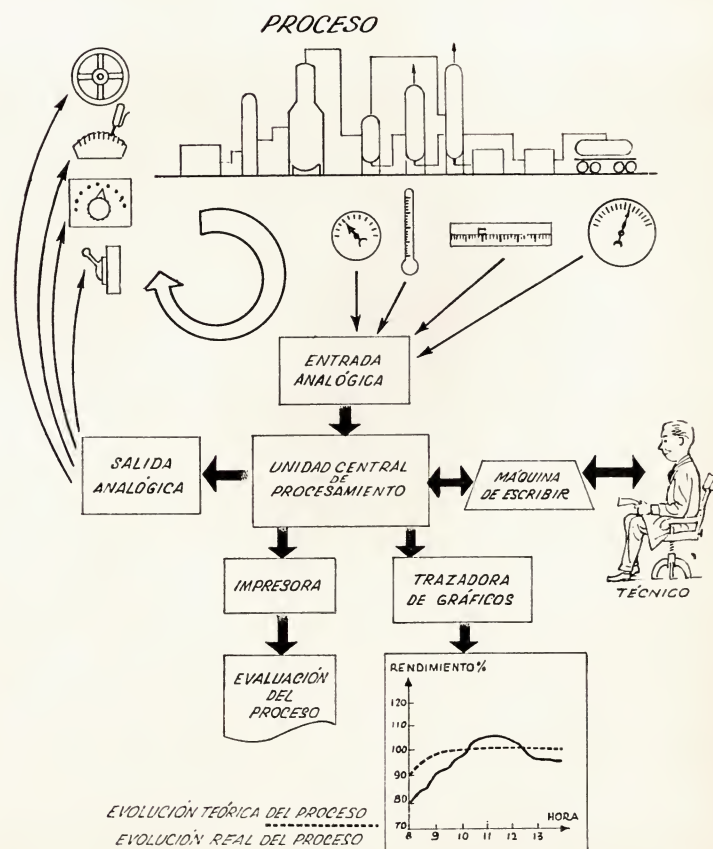 PROCESO
ENTRADA
ANALÓGICA
SALIDA
ANALÓGICA
UNIDAD CENTRAL
DE
PROCESAMIENTO
MÁQUINA
DE ESCRIBIR
TÉCNICO
IMPRESORA
TRAZADORA
DE GRÁFICOS
EVALUACIÓN
DEL
PROCESO
RENDIMIENTO %
120
110
100
90
80
70
8 9 10 11 12 13
HORA
EVOLUCIÓN TEÓRICA DEL PROCESO
EVOLUCIÓN REAL DEL PROCESO